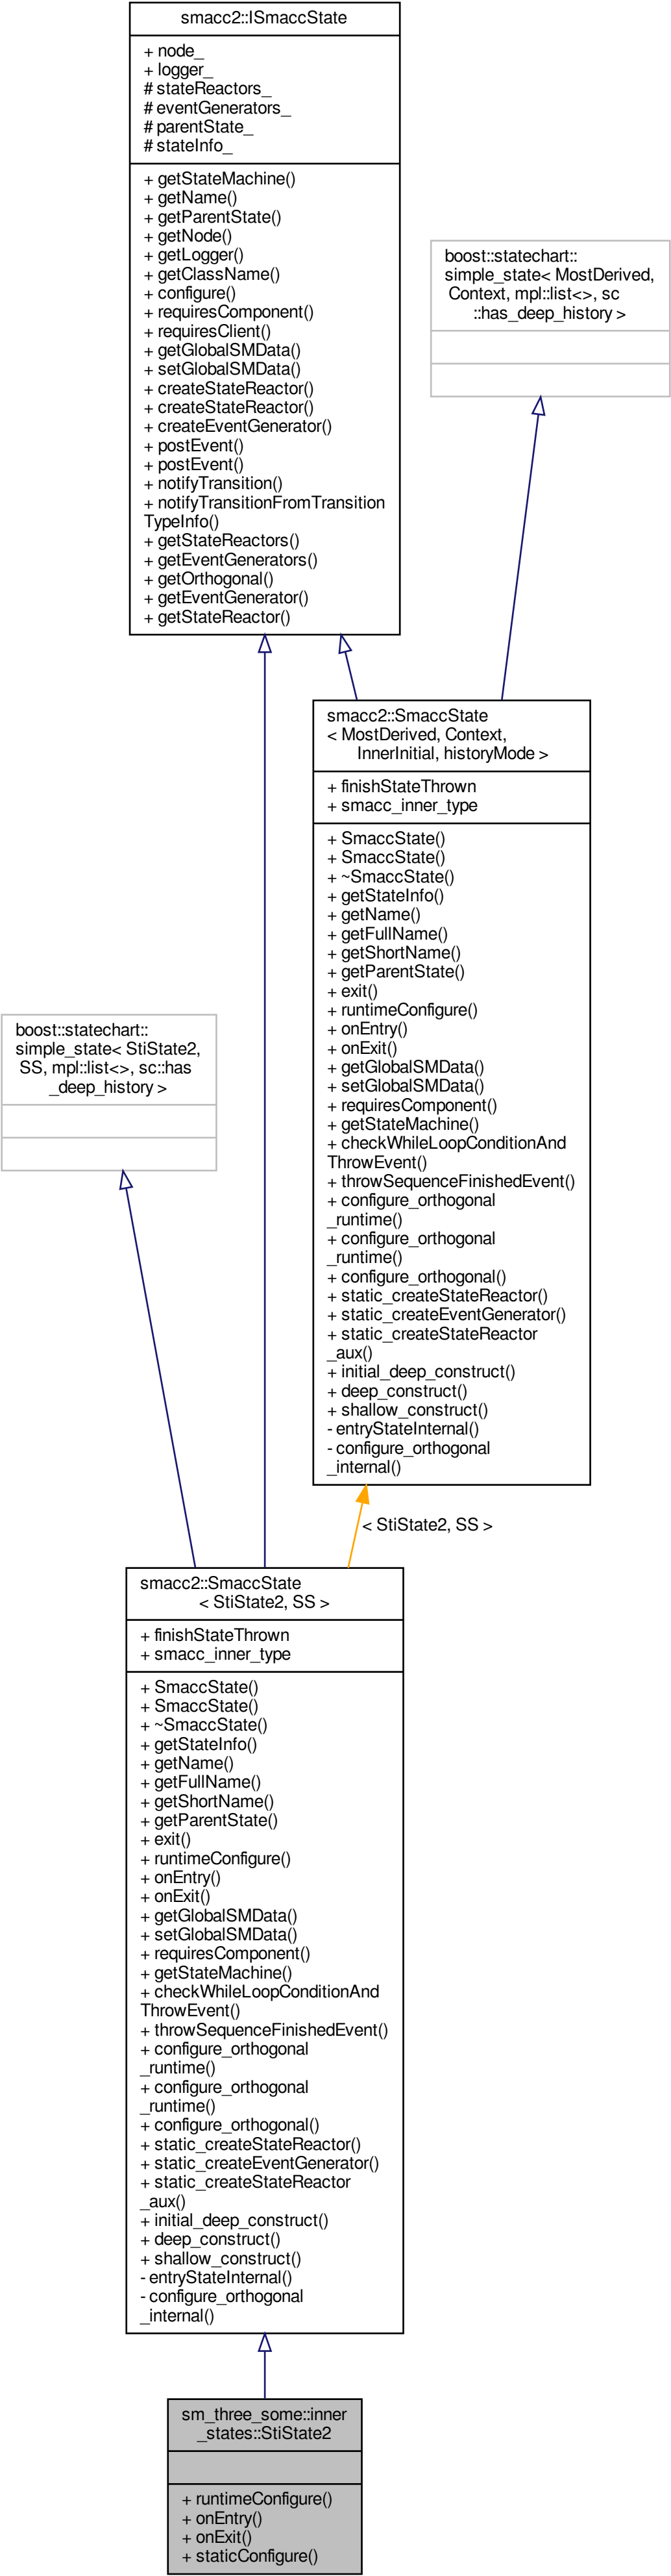 smacc2::ISmaccState
+ node_
+ logger_
# stateReactors_
# eventGenerators_
# parentState_
# stateInfo_
+ getStateMachine()
+ getName()
+ getParentState()
+ getNode()
+ getLogger()
+ getClassName()
+ configure()
+ requiresComponent()
+ requiresClient()
+ getGlobalSMData()
+ setGlobalSMData()
+ createStateReactor()
+ createStateReactor()
+ createEventGenerator()
+ postEvent()
+ postEvent()
+ notifyTransition()
+ notifyTransitionFromTransition
TypeInfo()
+ getStateReactors()
+ getEventGenerators()
+ getOrthogonal()
+ getEventGenerator()
+ getStateReactor()
boost::statechart::
simple_state< MostDerived,
Context, mpl::list<>, sc
::has_deep_history >
smacc2::SmaccState
< MostDerived, Context,
InnerInitial, historyMode >
+ finishStateThrown
+ smacc_inner_type
+ SmaccState()
+ SmaccState()
+ ~SmaccState()
+ getStateInfo()
+ getName()
+ getFullName()
+ getShortName()
+ getParentState()
+ exit()
+ runtimeConfigure()
+ onEntry()
+ onExit()
+ getGlobalSMData()
+ setGlobalSMData()
+ requiresComponent()
+ getStateMachine()
+ checkWhileLoopConditionAnd
ThrowEvent()
+ throwSequenceFinishedEvent()
+ configure_orthogonal
_runtime()
+ configure_orthogonal
_runtime()
+ configure_orthogonal()
+ static_createStateReactor()
+ static_createEventGenerator()
+ static_createStateReactor
_aux()
+ initial_deep_construct()
+ deep_construct()
+ shallow_construct()
- entryStateInternal()
- configure_orthogonal
_internal()
boost::statechart::
simple_state< StiState2,
SS, mpl::list<>, sc::has
_deep_history >
< StiState2, SS >
smacc2::SmaccState
< StiState2, SS >
+ finishStateThrown
+ smacc_inner_type
+ SmaccState()
+ SmaccState()
+ ~SmaccState()
+ getStateInfo()
+ getName()
+ getFullName()
+ getShortName()
+ getParentState()
+ exit()
+ runtimeConfigure()
+ onEntry()
+ onExit()
+ getGlobalSMData()
+ setGlobalSMData()
+ requiresComponent()
+ getStateMachine()
+ checkWhileLoopConditionAnd
ThrowEvent()
+ throwSequenceFinishedEvent()
+ configure_orthogonal
_runtime()
+ configure_orthogonal
_runtime()
+ configure_orthogonal()
+ static_createStateReactor()
+ static_createEventGenerator()
+ static_createStateReactor
_aux()
+ initial_deep_construct()
+ deep_construct()
+ shallow_construct()
- entryStateInternal()
- configure_orthogonal
_internal()
sm_three_some::inner
_states::StiState2
+ runtimeConfigure()
+ onEntry()
+ onExit()
+ staticConfigure()